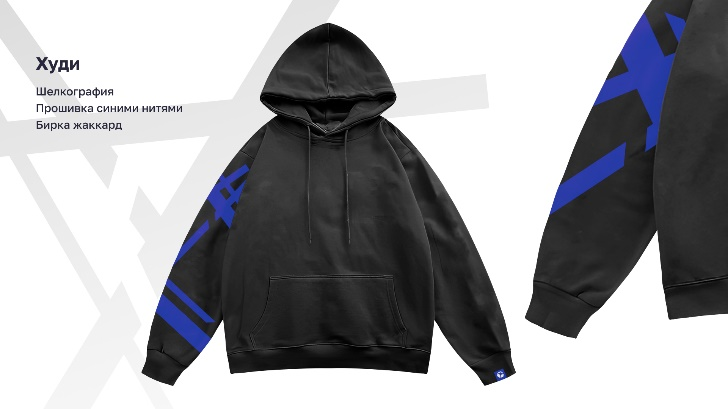 Худи
Шелкография
Прошивка синими нитями
Бирка жаккард